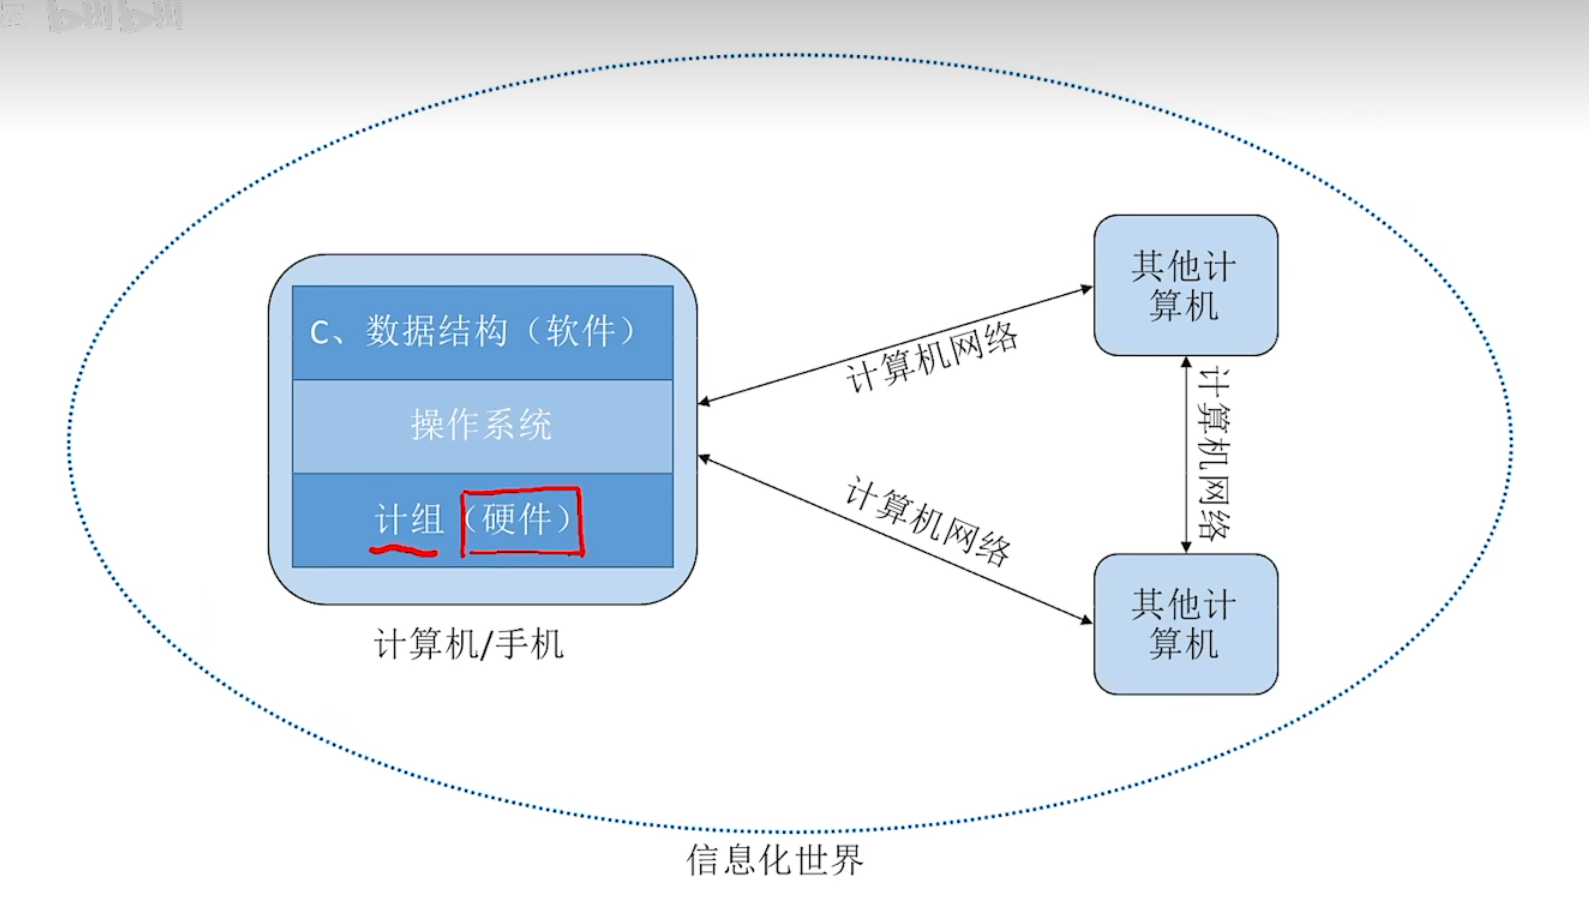 bilibili
C、数据结构（软件）
操作系统
计组（硬件）
计算机/手机
计算机网络
计算机网络
其他计
算机
计算机网络
其他计
算机
信息化世界